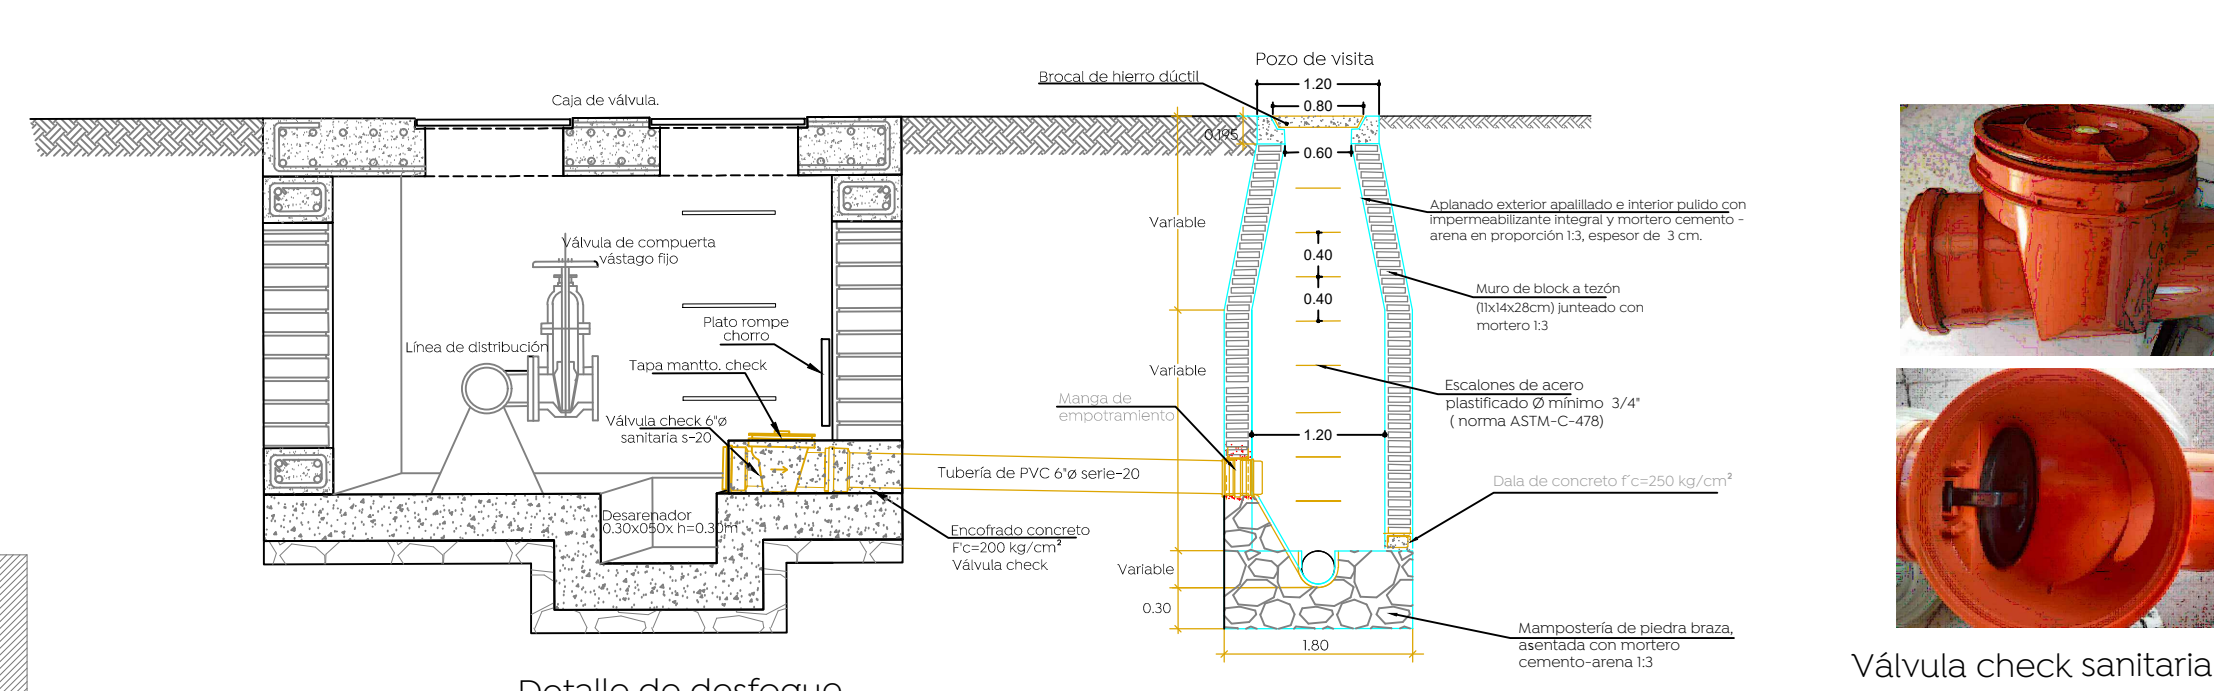 Caja de válvula.
Válvula de compuerta
vástago fijo
Línea de distribución
Plato rompe
chorro
Tapa mantto. check
Válvula check 6"ø
sanitaria s-20
Desarenador
0.30x050x h=0.30m
Tubería de PVC 6"ø serie-20
Encofrado concreto
F'c=200 kg/cm²
Válvula check
Detalle de desfogue
Pozo de visita
Brocal de hierro dúctil
1.20
0.80
0.195
0.60
Variable
0.40
0.40
Variable
Manga de
empotramiento
1.20
Variable
0.30
1.80
Aplanado exterior apalillado e interior pulido con
impermeabilizante integral y mortero cemento -
arena en proporción 1:3, espesor de 3 cm.
Muro de block a tezón
(11x14x28cm) junteado con
mortero 1:3
Escalones de acero
plastificado Ø mínimo 3/4"
( norma ASTM-C-478)
Dala de concreto f´c=250 kg/cm²
Mampostería de piedra braza,
asentada con mortero
cemento-arena 1:3
Válvula check sanitaria